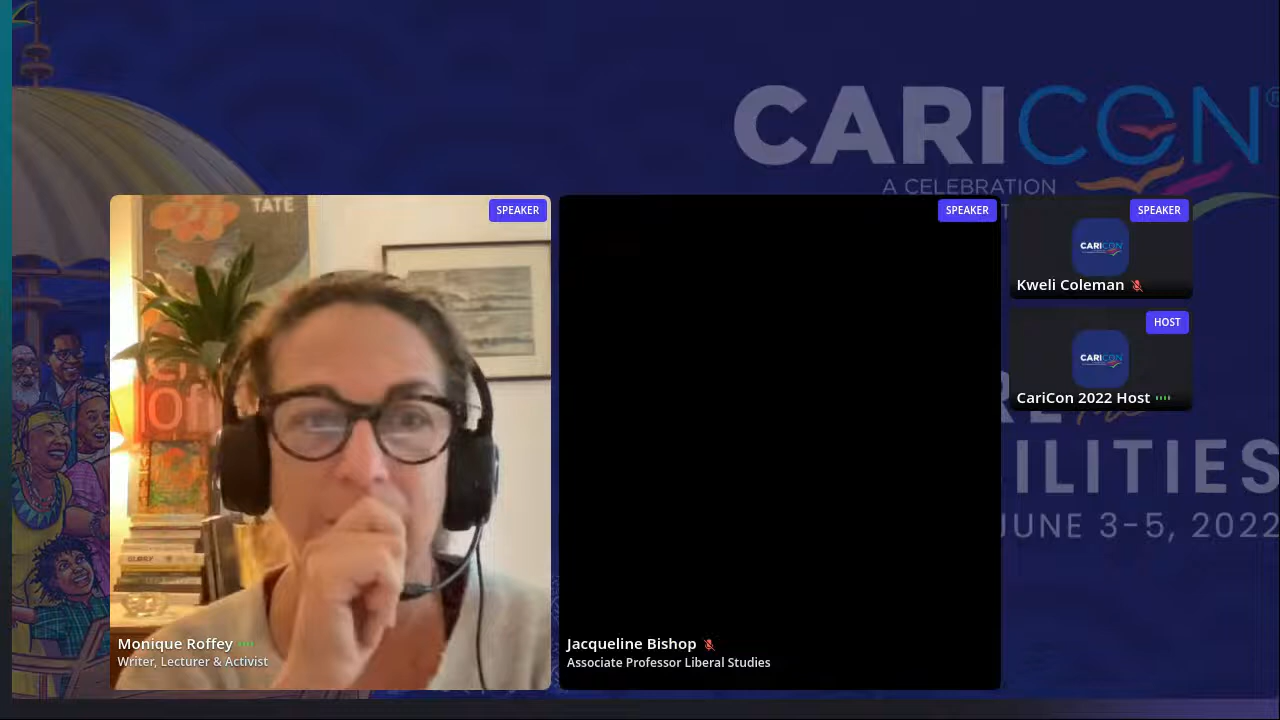 CARICON
A CELEBRATION
TATE
SPEAKER
SPEAKER
SPEAKER
Kweli Coleman
HOST
CariCon 2022 Host
ILITIES
JUNE 3-5, 2022
GLORY
Monique Roffey
Writer, Lecturer & Activist
Jacqueline Bishop
Associate Professor Liberal Studies
CARICON
CARICON